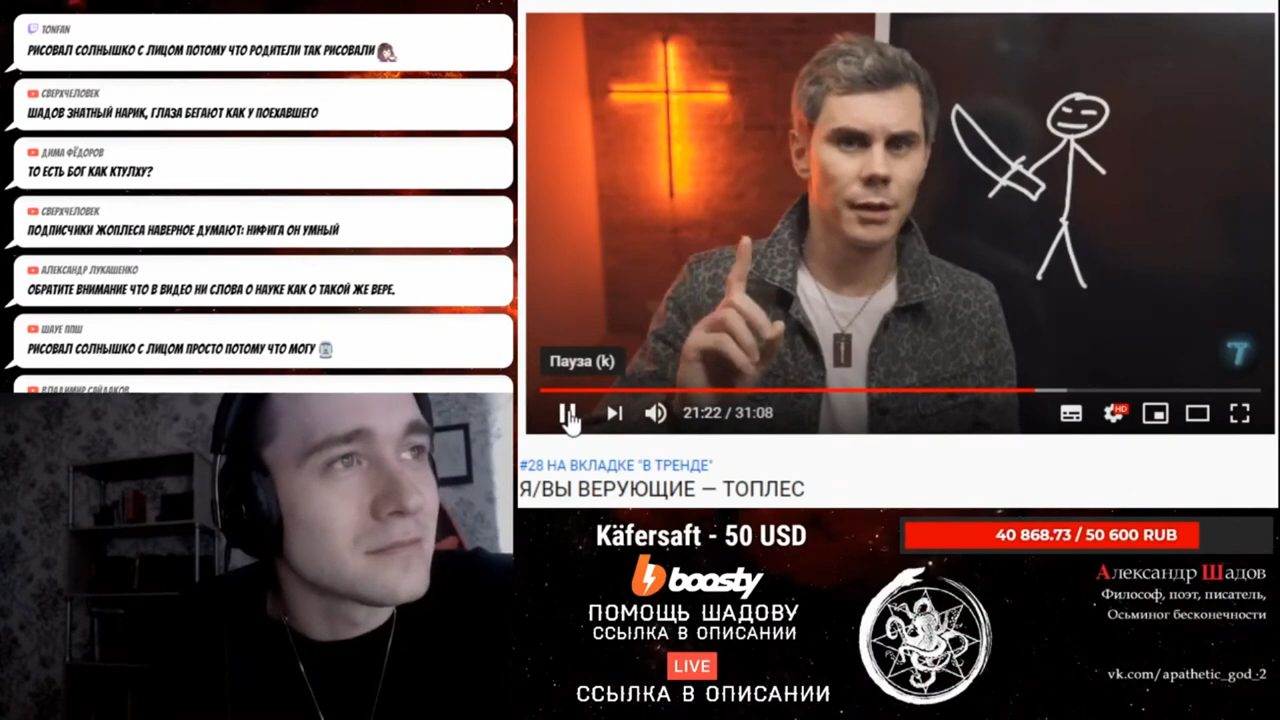 TONFAN
РИСОВАЛ СОЛНЫШКО С ЛИЦОМ ПОТОМУ ЧТО РОДИТЕЛИ ТАК РИСОВАЛИ
СВЕРХЧЕЛОВЕК
ШАДОВ ЗНАТНЫЙ НАРИК, ГЛАЗА БЕГАЮТ КАК У ПОЕХАВШЕГО
ДИМА ФЁДОРОВ
ТО ЕСТЬ БОГ КАК КТУЛХУ?
СВЕРХЧЕЛОВЕК
ПОДПИСЧИКИ ЖОПЛЕСА НАВЕРНОЕ ДУМАЮТ: НИФИГА ОН УМНЫЙ
АЛЕКСАНДР ЛУКАШЕНКО
ОБРАТИТЕ ВНИМАНИЕ ЧТО В ВИДЕО НИ СЛОВА О НАУКЕ КАК О ТАКОЙ ЖЕ ВЕРЕ.
ШАУЕ ППШ
РИСОВАЛ СОЛНЫШКО С ЛИЦОМ ПРОСТО ПОТОМУ ЧТО МОГУ
ВЛАДИМИР САЙДАКОВ
Пауза (k)
21:22 / 31:08
HD
#28 НА ВКЛАДКЕ "В ТРЕНДЕ"
Я/ВЫ ВЕРУЮЩИЕ — ТОПЛЕС
Käfersaft - 50 USD
boosty
ПОМОЩЬ ШАДОВУ
ССЫЛКА В ОПИСАНИИ
LIVE
ССЫЛКА В ОПИСАНИИ
40 868.73 / 50 600 RUB
Александр Шадов
Философ, поэт, писатель,
Осьминог бесконечности
vk.com/apathetic_god_2